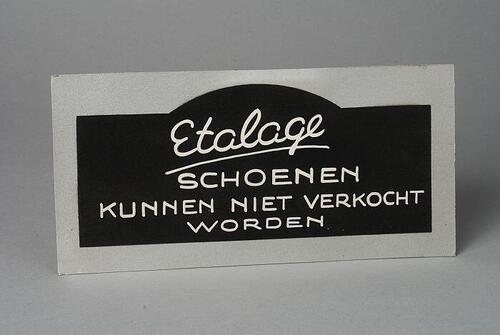 Etalage
SCHOENEN
KUNNEN NIET VERKOCHT
WORDEN